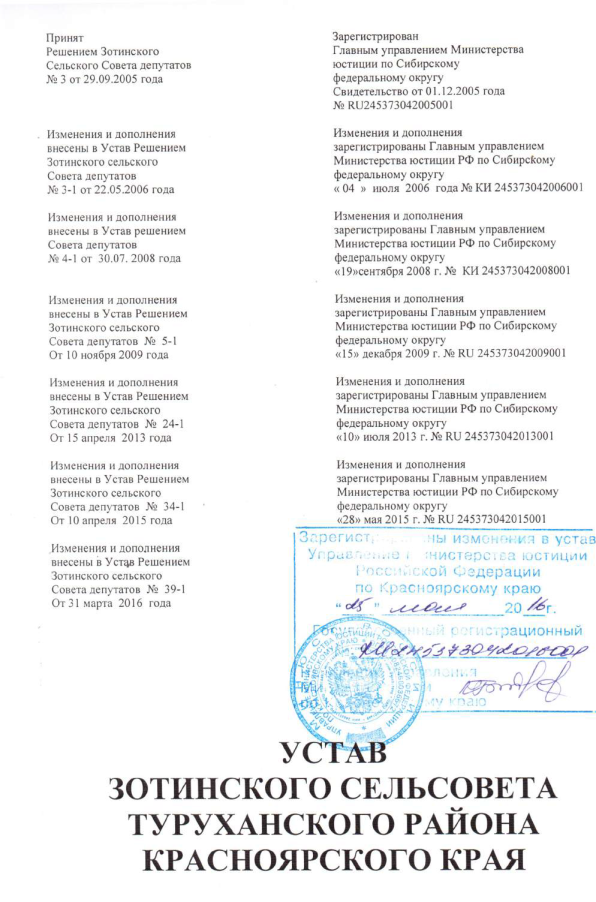 Принят
Решением Зотинского
Сельского Совета депутатов
№ 3 от 29.09.2005 года
Зарегистрирован
Главным управлением Министерства
юстиции по Сибирскому
федеральному округу
Свидетельство от 01.12.2005 года
№ RU245373042005001
Изменения и дополнения
внесены в Устав Решением
Зотинского сельского
Совета депутатов
№ 3-1 от 22.05.2006 года
Изменения и дополнения
зарегистрированы Главным управлением
Министерства юстиции РФ по Сибирскому
федеральному округу
« 04 » июля 2006 года № КИ 245373042006001
Изменения и дополнения
внесены в Устав решением
Совета депутатов
№ 4-1 от 30.07. 2008 года
Изменения и дополнения
зарегистрированы Главным управлением
Министерства юстиции РФ по Сибирскому
федеральному округу
«19»сентября 2008 г. № КИ 245373042008001
Изменения и дополнения
внесены в Устав Решением
Зотинского сельского
Совета депутатов № 5-1
От 10 ноября 2009 года
Изменения и дополнения
зарегистрированы Главным управлением
Министерства юстиции РФ по Сибирскому
федеральному округу
«15» декабря 2009 г. № RU 245373042009001
Изменения и дополнения
внесены в Устав Решением
Зотинского сельского
Совета депутатов № 24-1
От 15 апреля 2013 года
Изменения и дополнения
зарегистрированы Главным управлением
Министерства юстиции РФ по Сибирскому
федеральному округу
«10» июля 2013 г. № RU 245373042013001
Изменения и дополнения
внесены в Устав Решением
Зотинского сельского
Совета депутатов № 34-1
От 10 апреля 2015 года
Изменения и дополнения
зарегистрированы Главным управлением
Министерства юстиции РФ по Сибирскому
федеральному округу
«28» мая 2015 г. № RU 245373042015001
Изменения и дополнения
внесены в Устав Решением
Зотинского сельского
Совета депутатов № 39-1
От 31 марта 2016 года
изменения в устав
Управление министерства юстиции
Российской Федерации
по Красноярскому краю
"25" мая 2016г.
регистрационный
краю
УСТАВ
ЗОТИНСКОГО СЕЛЬСОВЕТА
ТУРУХАНСКОГО РАЙОНА
КРАСНОЯРСКОГО КРАЯ